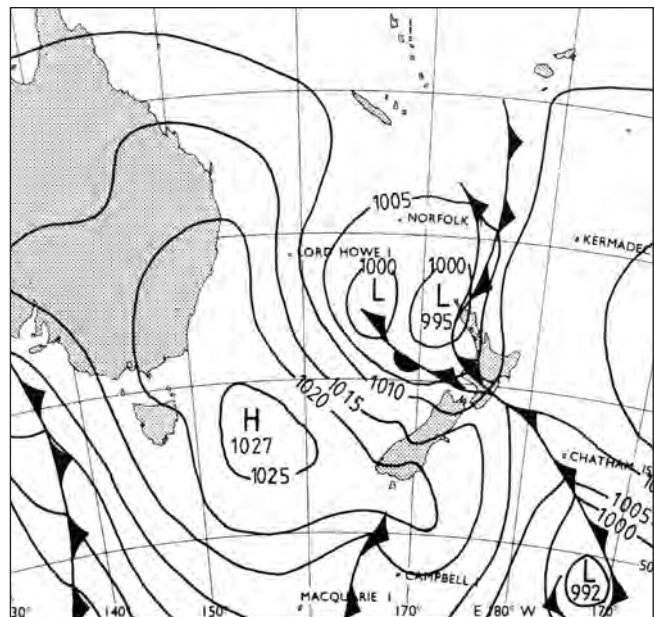 1005
NORFOLK
KERMADEC
LORD HOWE I
1000
L
1000
L
995
1010
1015
1020
H
1027
1025
CHATHAM IS
1005
1000
50
L
992
CAMPBELL
MACQUARIE I
30°
140°
150°
170°
E 180° W
170°